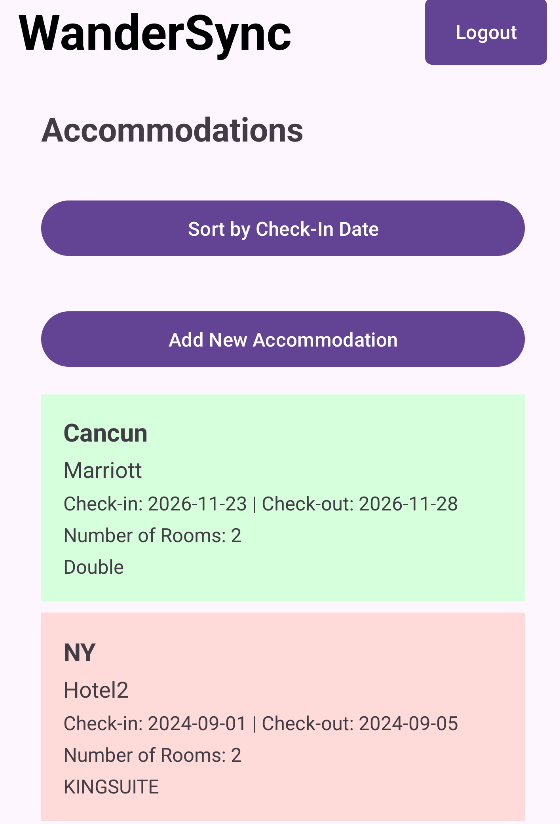 WanderSync
Logout
Accommodations
Sort by Check-In Date
Add New Accommodation
Cancun
Marriott
Check-in: 2026-11-23 | Check-out: 2026-11-28
Number of Rooms: 2
Double
NY
Hotel2
Check-in: 2024-09-01 | Check-out: 2024-09-05
Number of Rooms: 2
KINGSUITE